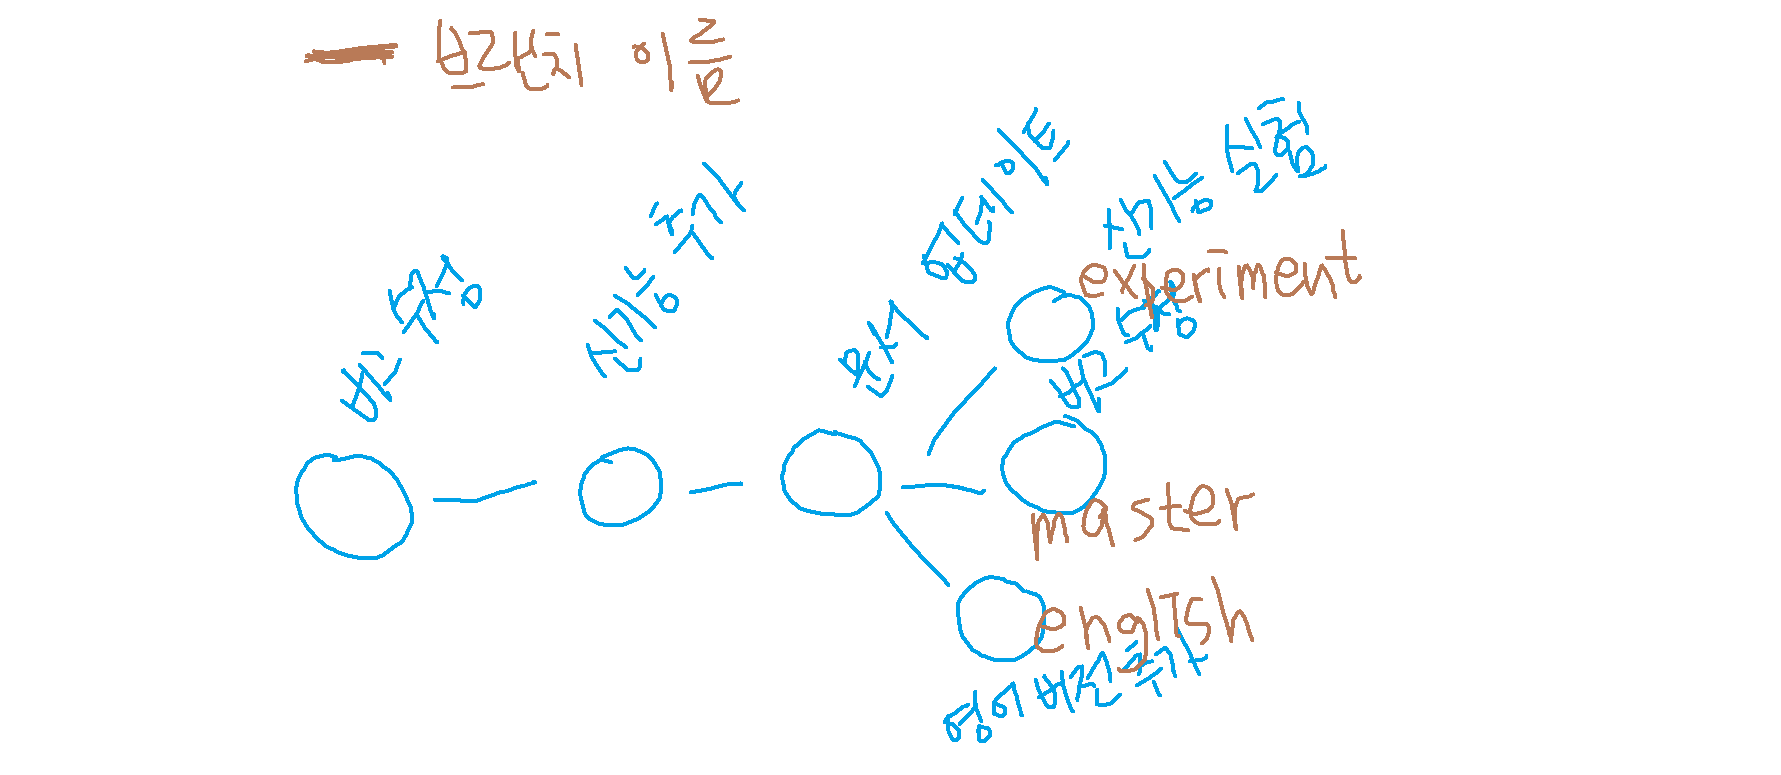 브랜치 이름
버그 수정
신기능 추가
문서 업데이트
신기능 실험
experiment
버그 수정
master
english
영어 버전 추가